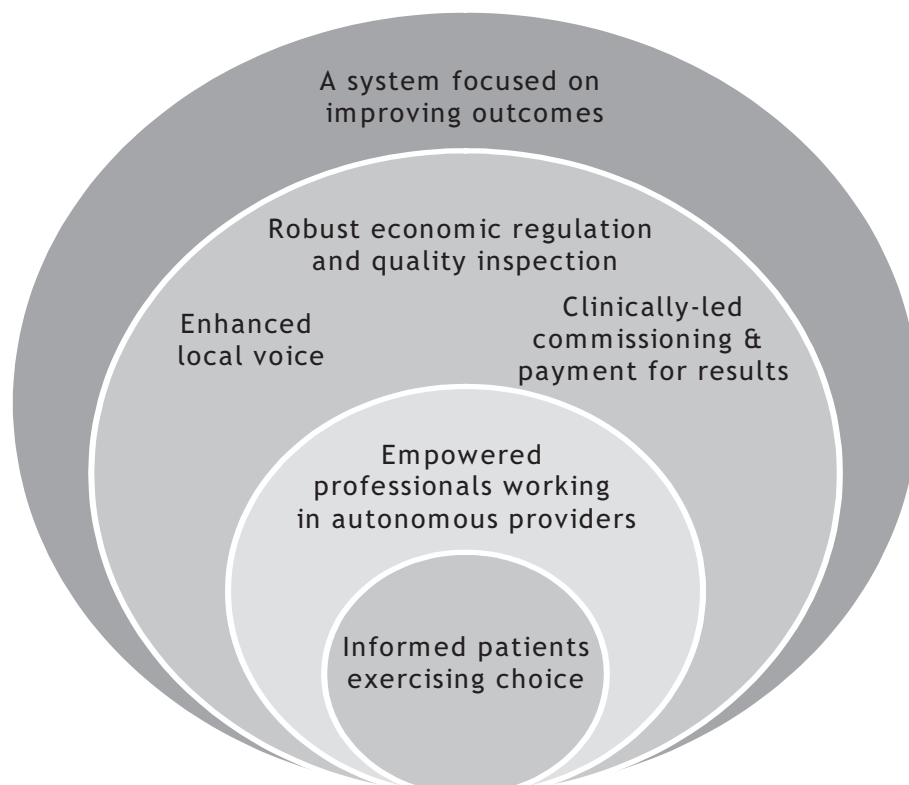 A system focused on
improving outcomes
Robust economic regulation
and quality inspection
Enhanced
local voice
Clinically-led
commissioning &
payment for results
Empowered
professionals working
in autonomous providers
Informed patients
exercising choice